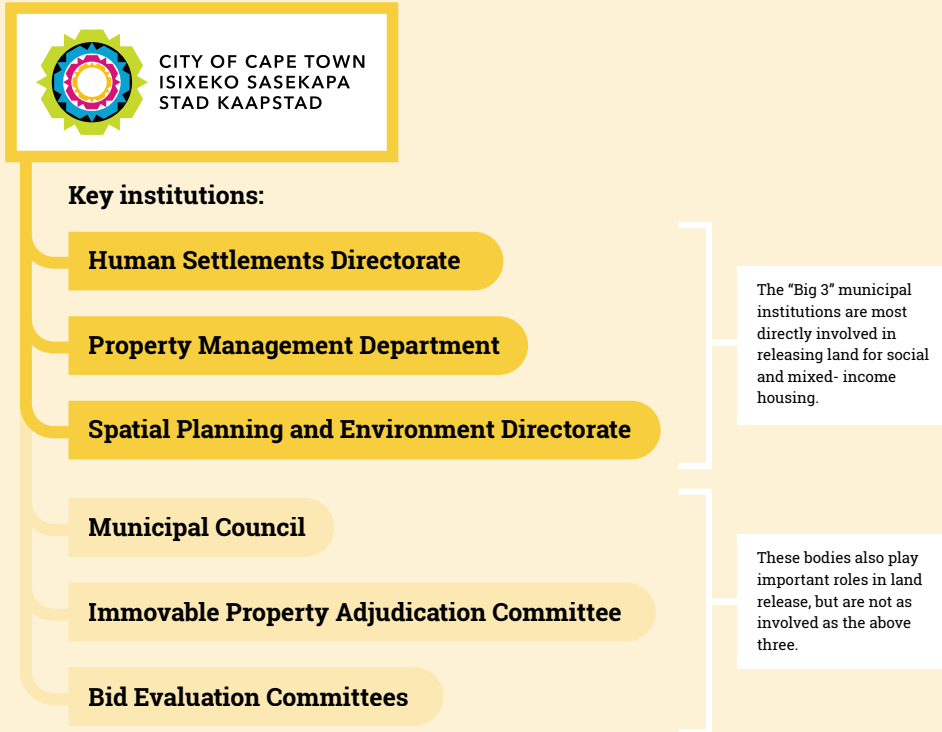 CITY OF CAPE TOWN
ISIXEKO SASEKAPA
STAD KAAPSTAD
Key institutions:
Human Settlements Directorate
Property Management Department
Spatial Planning and Environment Directorate
The “Big 3” municipal
institutions are most
directly involved in
releasing land for social
and mixed- income
housing.
Municipal Council
Immovable Property Adjudication Committee
Bid Evaluation Committees
These bodies also play
important roles in land
release, but are not as
involved as the above
three.